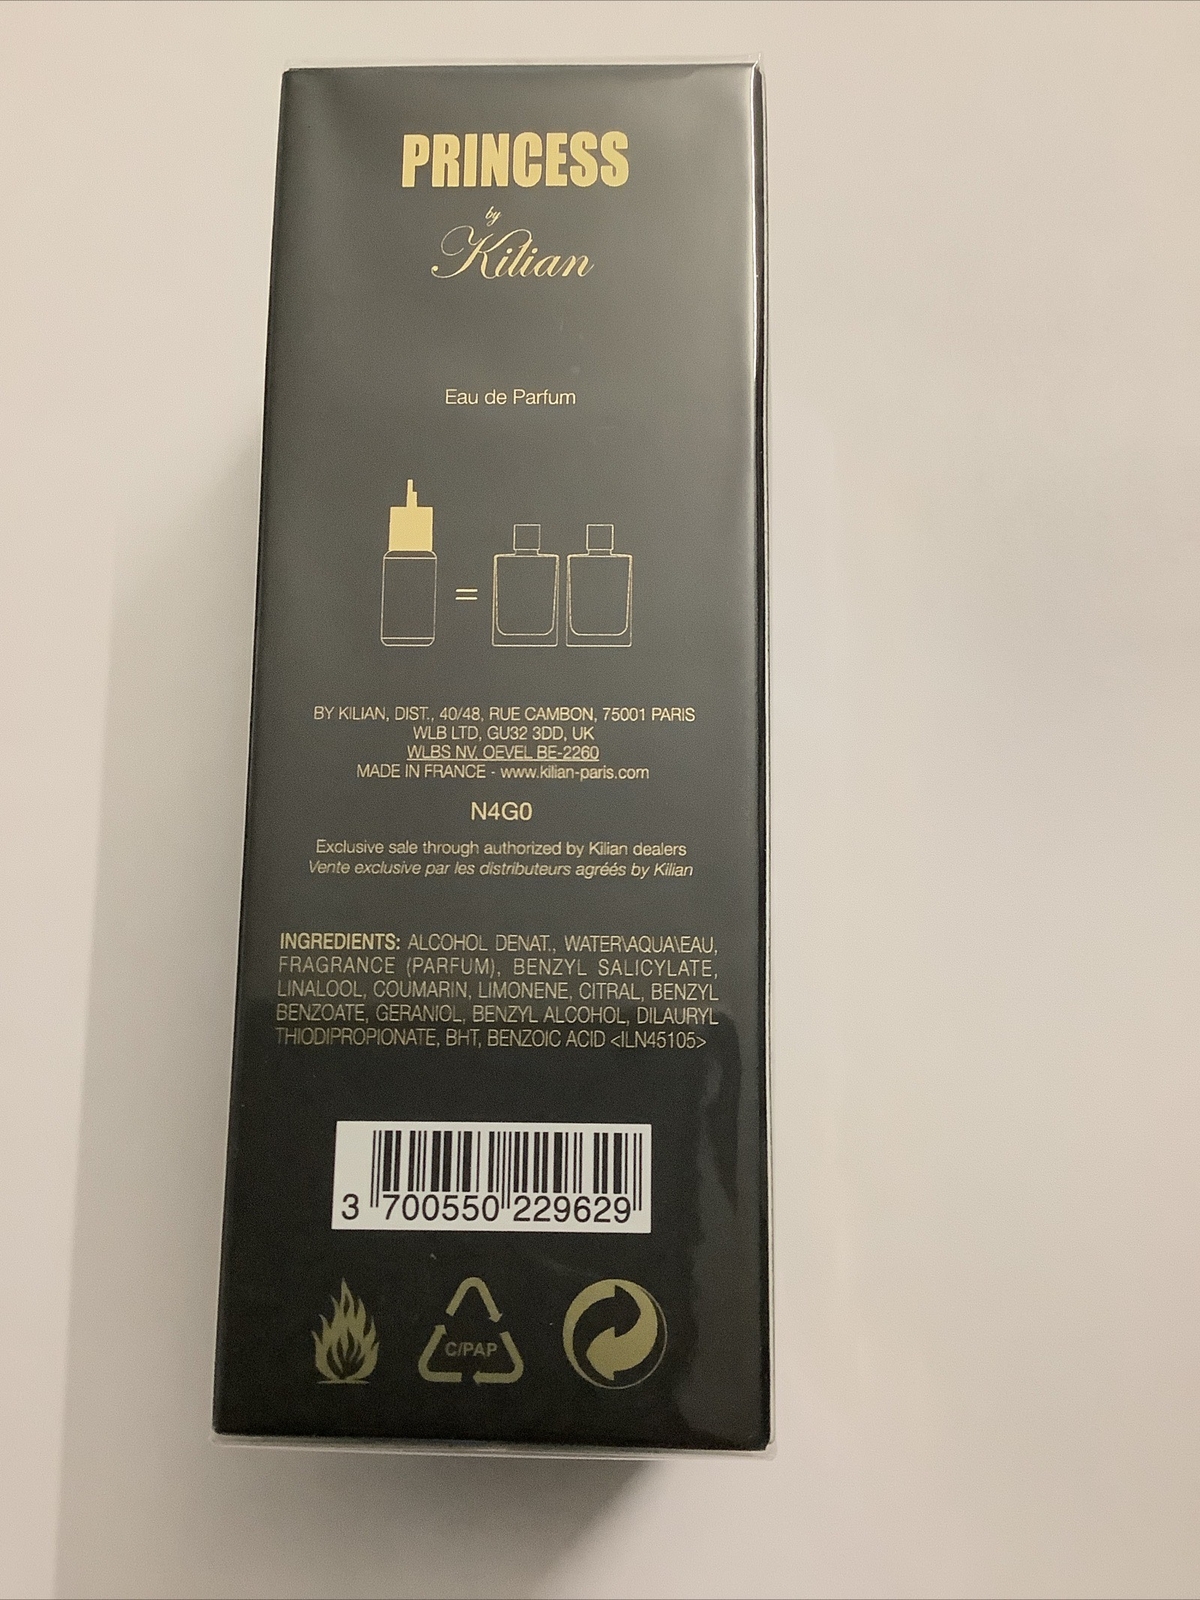 PRINCESS
by
Kilian
Eau de Parfum
=
BY KILIAN, DIST., 40/48, RUE CAMBON, 75001 PARIS
WLB LTD, GU32 3DD, UK
WLBS NV, OEVEL BE-2260
MADE IN FRANCE - www.kilian-paris.com
N4G0
Exclusive sale through authorized by Kilian dealers
Vente exclusive par les distributeurs agréés by Kilian
INGREDIENTS: ALCOHOL DENAT., WATER\AQUA\EAU,
FRAGRANCE (PARFUM), BENZYL SALICYLATE,
LINALOOL, COUMARIN, LIMONENE, CITRAL, BENZYL
BENZOATE, GERANIOL, BENZYL ALCOHOL, DILAURYL
THIODIPROPIONATE, BHT, BENZOIC ACID <ILN45105>
3 700550 229629
C/PAP